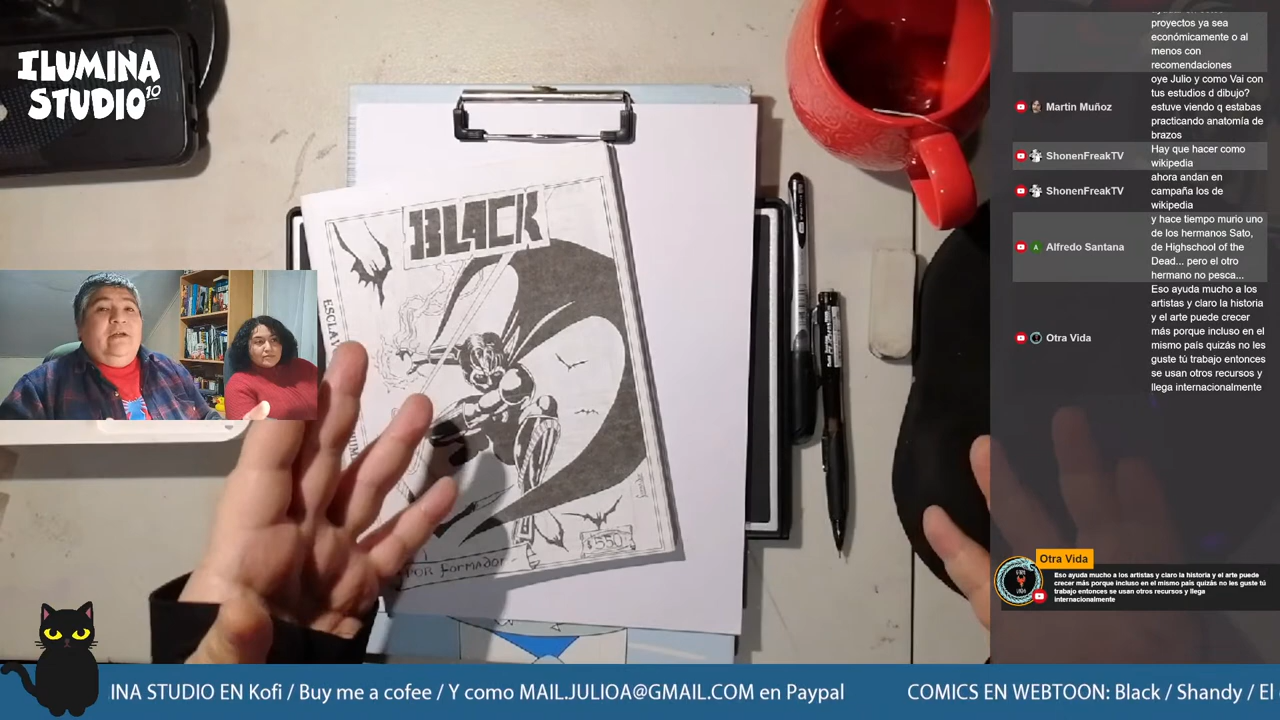 ILUMINA
STUDIO 10
BLACK
ESCLA
POR FORMADOR
$550
proyectos ya sea
económicamente o al
menos con
recomendaciones
Martin Muñoz
oye Julio y como Vai con
tus estudios d dibujo?
estuve viendo q estabas
practicando anatomía de
brazos
ShonenFreakTV
Hay que hacer como
wikipedia
ShonenFreakTV
ahora andan en
campaña los de
wikipedia
Alfredo Santana
y hace tiempo murio uno
de los hermanos Sato,
de Highschool of the
Dead... pero el otro
hermano no pesca...
Otra Vida
Eso ayuda mucho a los
artistas y claro la historia
y el arte puede crecer
más porque incluso en el
mismo país quizás no les
guste tú trabajo entonces
se usan otros recursos y
llega internacionalmente
Otra Vida
Eso ayuda mucho a los artistas y claro la historia y el arte puede
crecer más porque incluso en el mismo país quizás no les guste tú
trabajo entonces se usan otros recursos y llega
internacionalmente
INA STUDIO EN Kofi / Buy me a cofee / Y como MAIL.JULIOA@GMAIL.COM en Paypal
COMICS EN WEBTOON: Black / Shandy / El